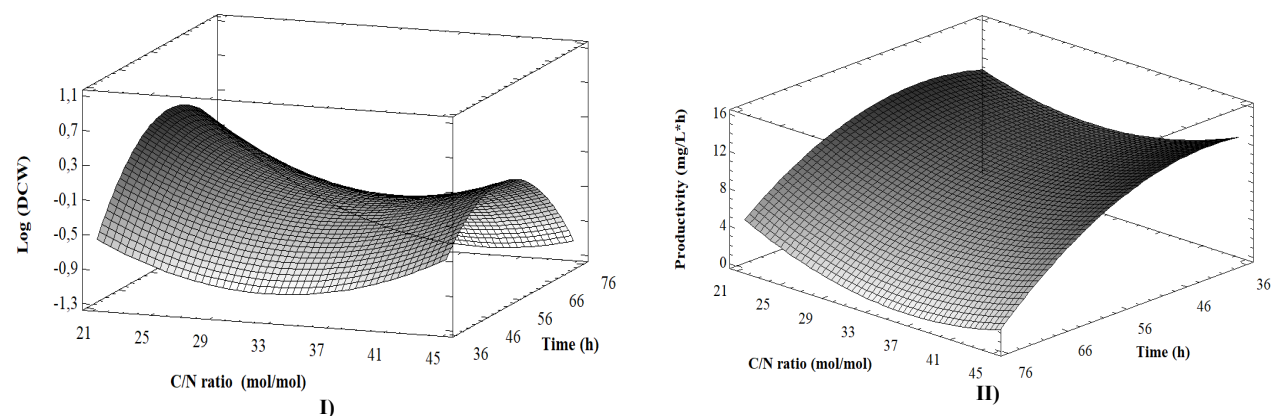 1,1
0,7
0,3
-0,1
-0,5
-0,9
-1,3
Log (DCW)
21 25 29 33 37 41 45
C/N ratio (mol/mol)
36 46 56 66 76
Time (h)
I)
16
12
8
4
0
Productivity (mg/L*h)
21 25 29 33 37 41 45
C/N ratio (mol/mol)
76 66 56 46 36
Time (h)
II)